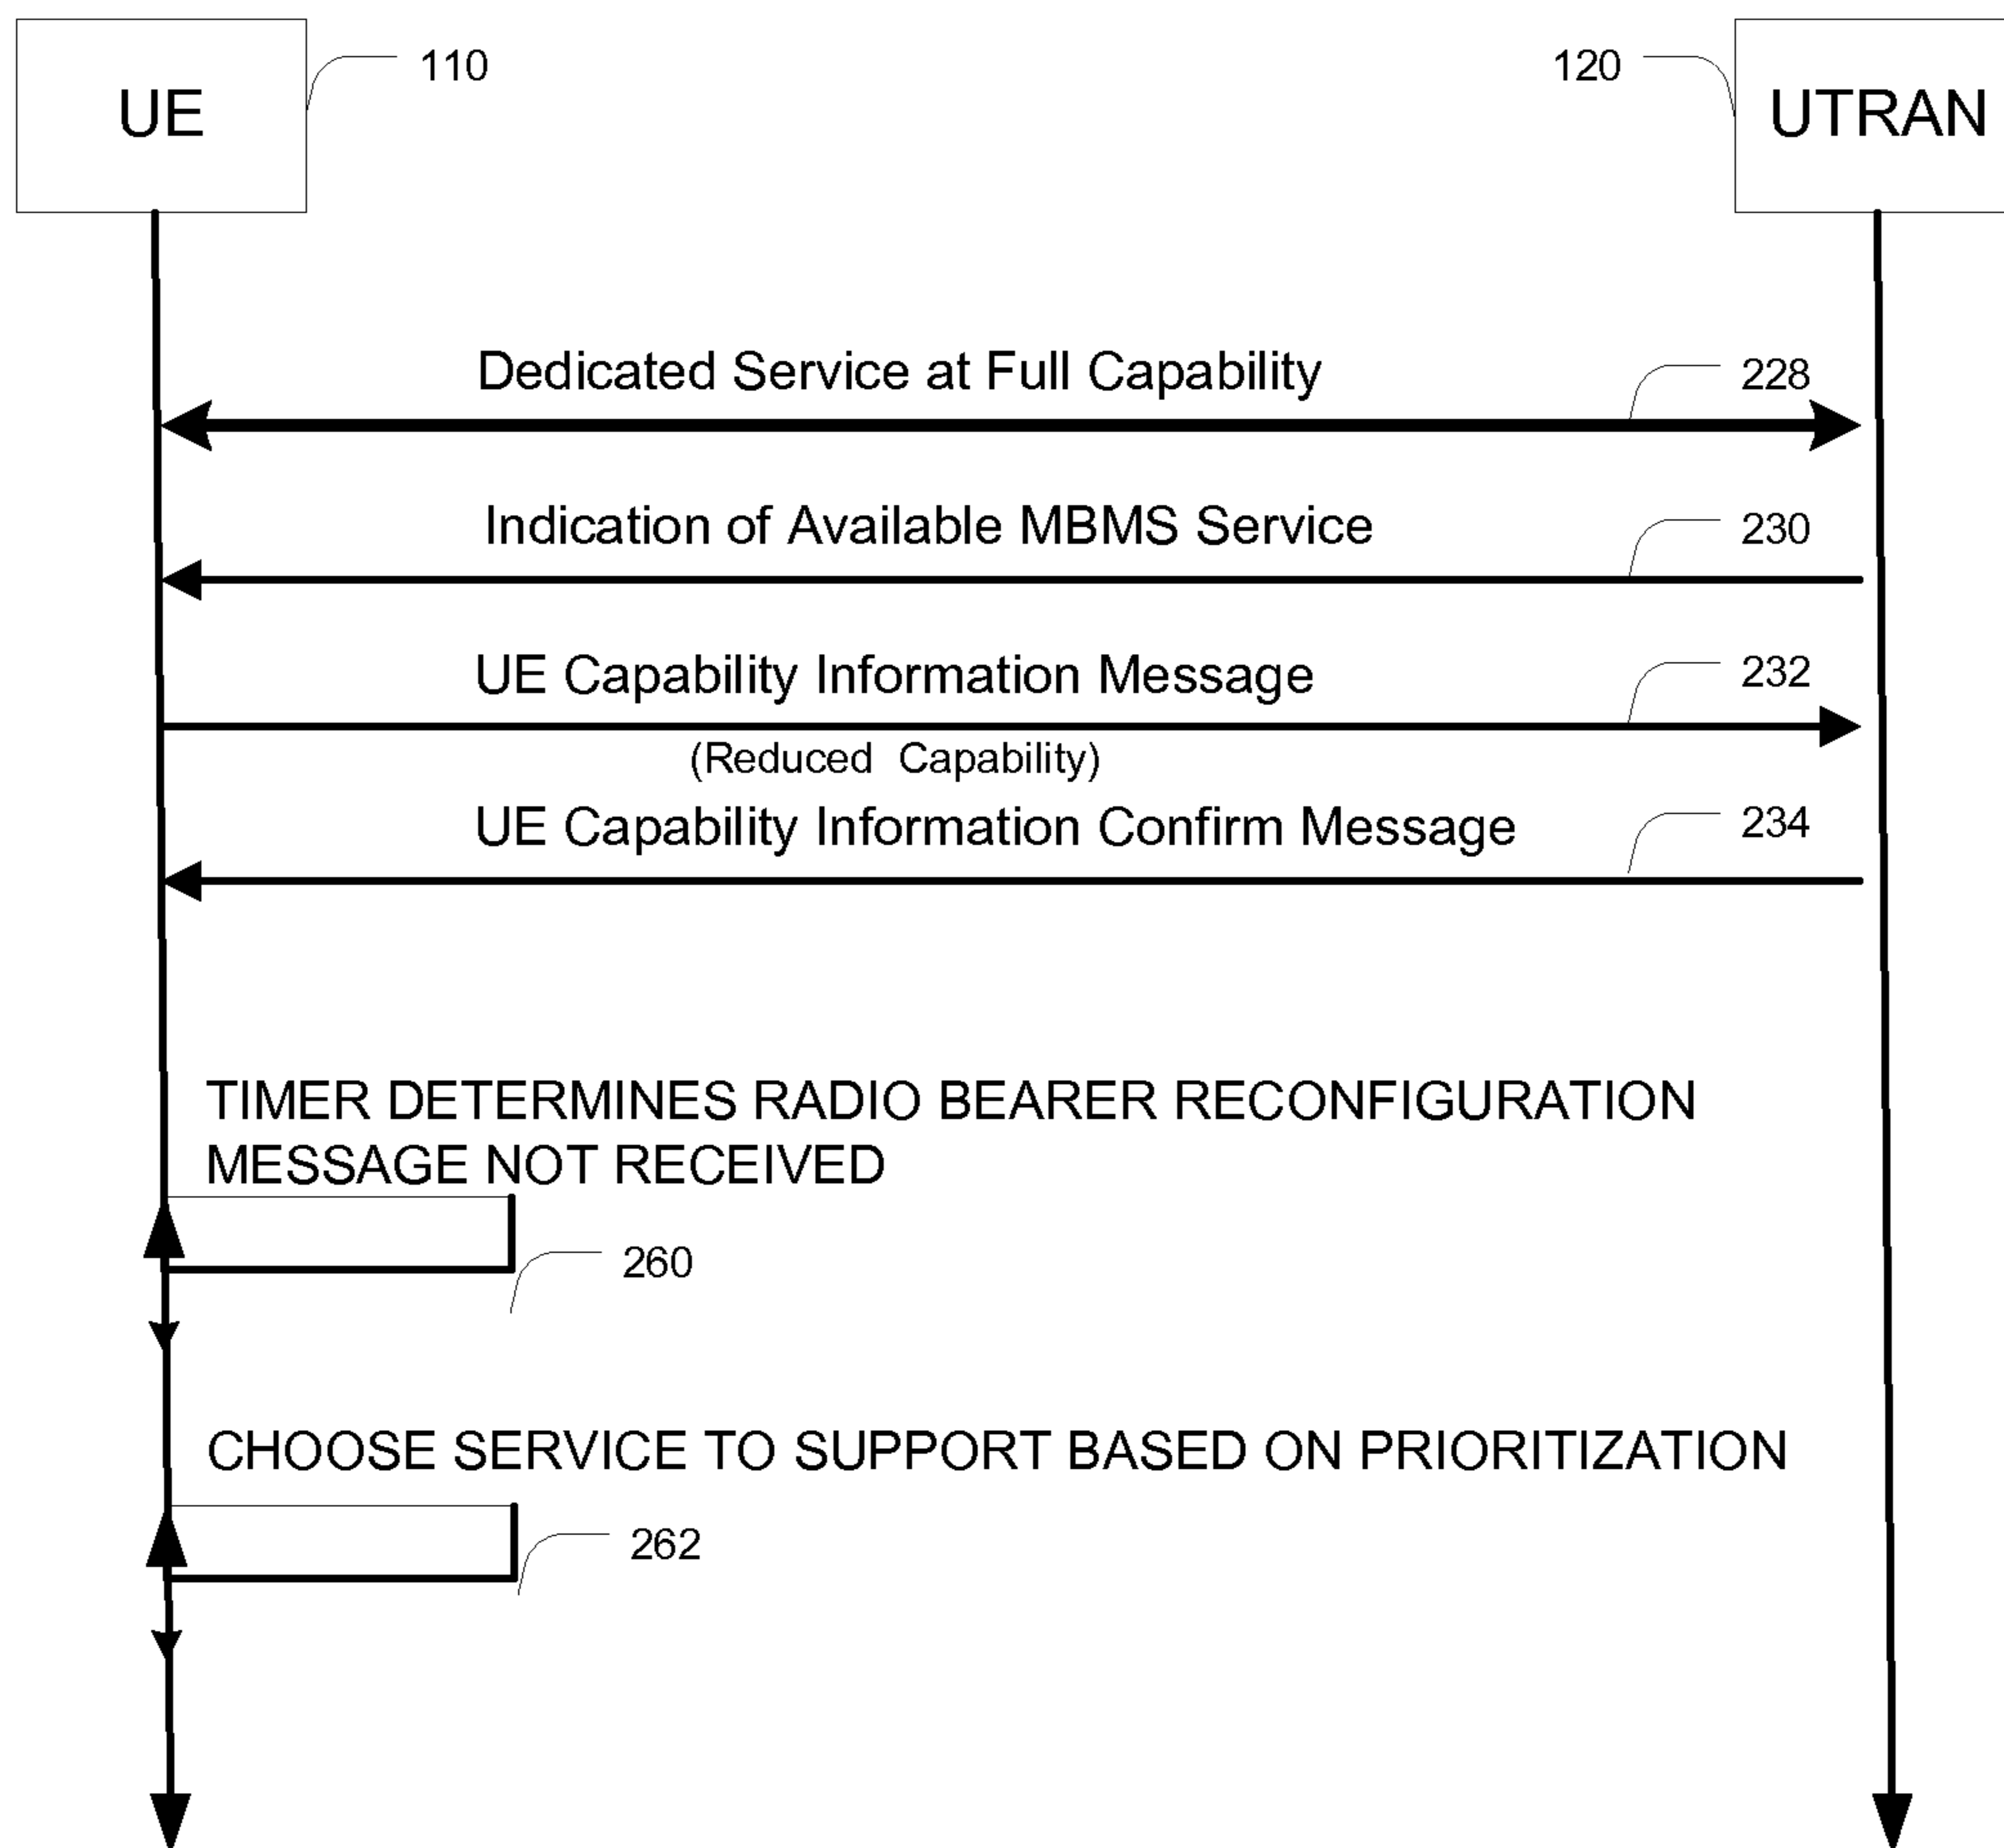 UE
110
120
UTRAN
Dedicated Service at Full Capability
228
Indication of Available MBMS Service
230
UE Capability Information Message
232
(Reduced Capability)
UE Capability Information Confirm Message
234
TIMER DETERMINES RADIO BEARER RECONFIGURATION
MESSAGE NOT RECEIVED
260
CHOOSE SERVICE TO SUPPORT BASED ON PRIORITIZATION
262